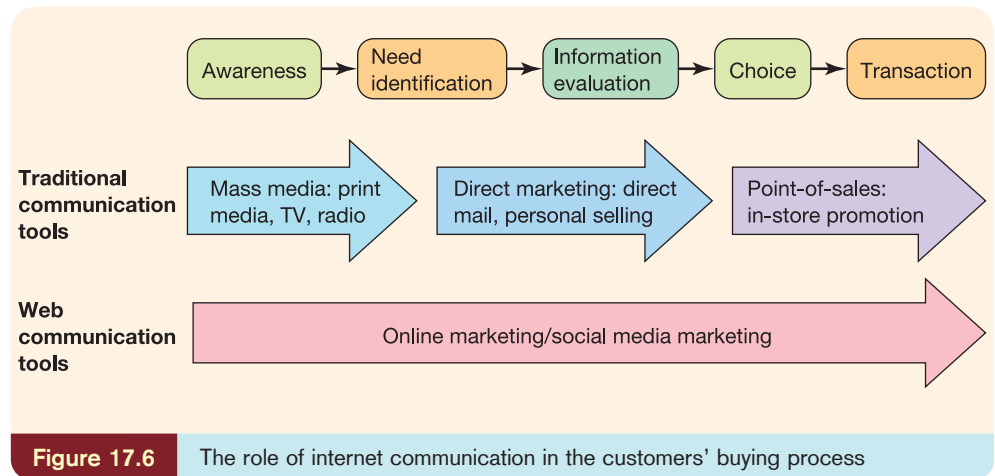 Awareness
Need
identification
Information
evaluation
Choice
Transaction
Traditional
communication
tools
Mass media: print
media, TV, radio
Direct marketing: direct
mail, personal selling
Point-of-sales:
in-store promotion
Web
communication
tools
Online marketing/social media marketing
Figure 17.6
The role of internet communication in the customers’ buying process